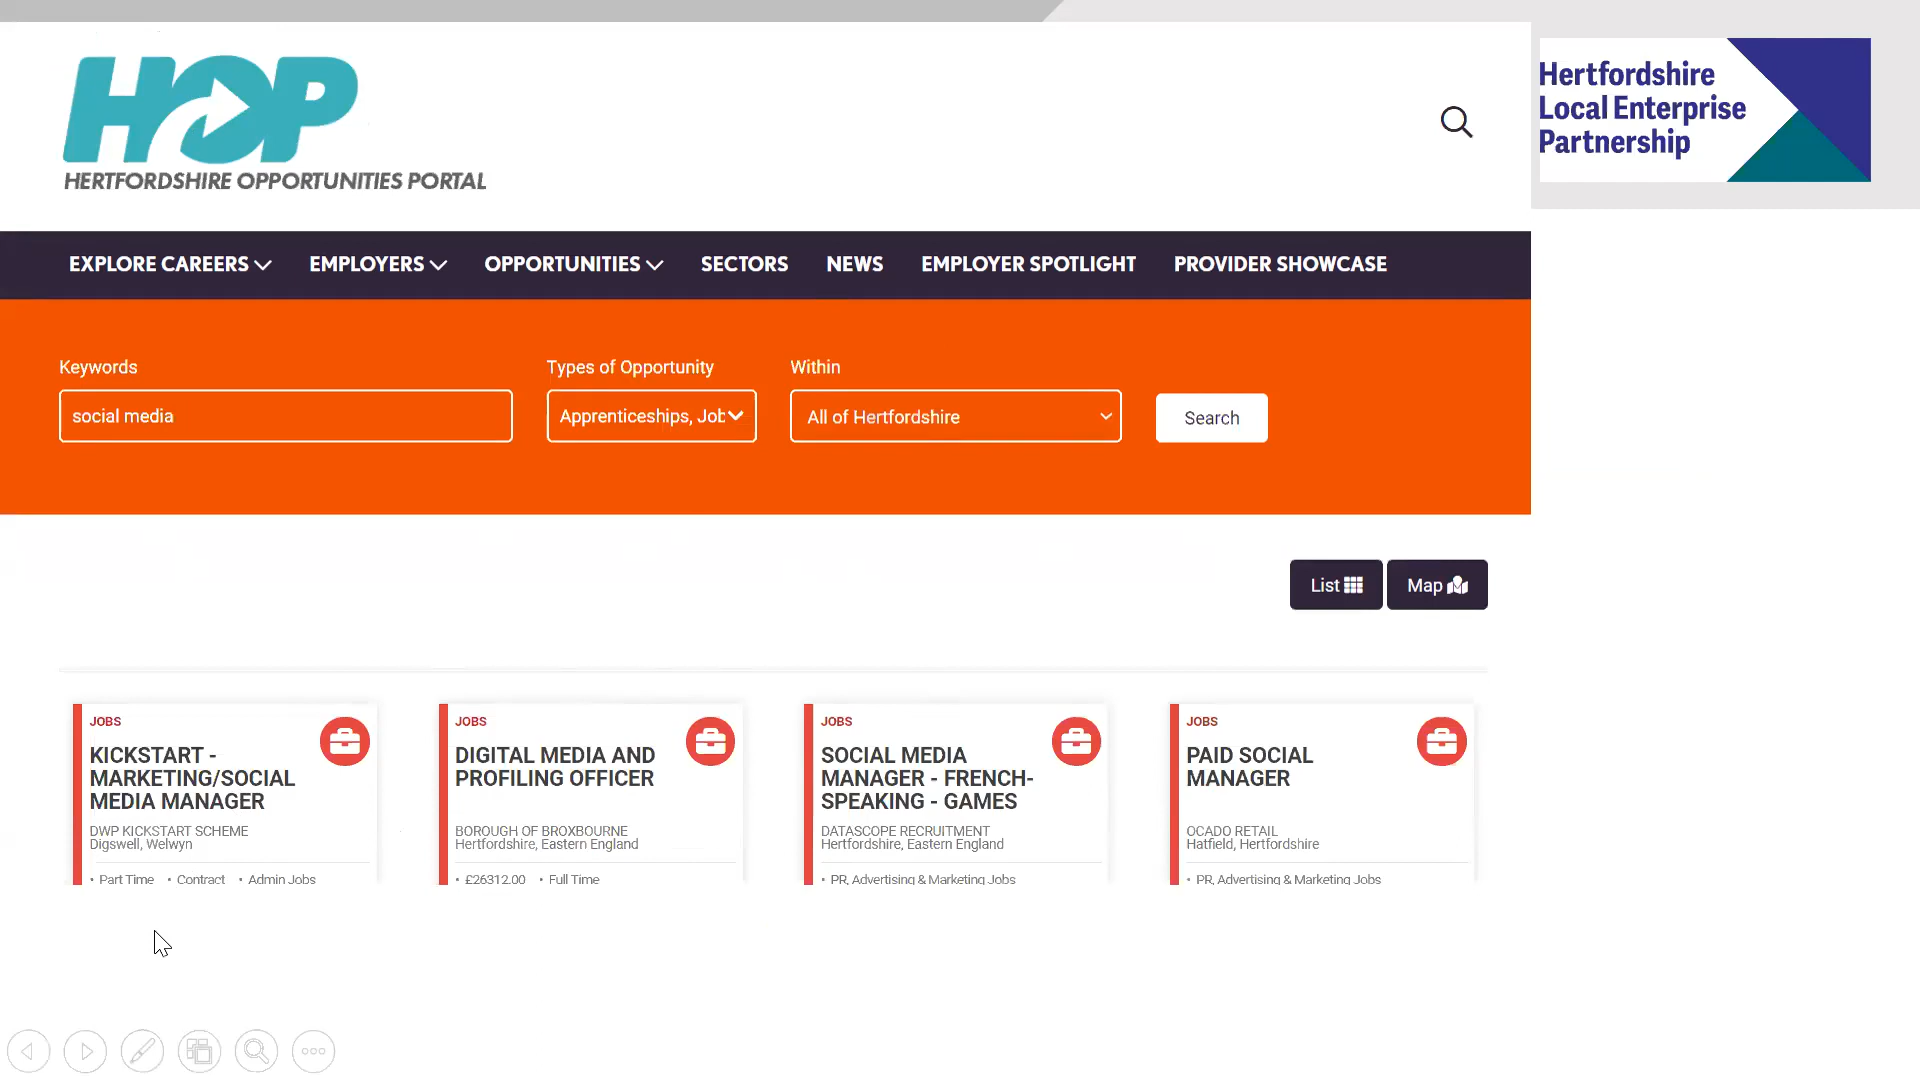 HOP
HERTFORDSHIRE OPPORTUNITIES PORTAL
Hertfordshire
Local Enterprise
Partnership
EXPLORE CAREERS EMPLOYERS OPPORTUNITIES SECTORS NEWS EMPLOYER SPOTLIGHT PROVIDER SHOWCASE
Keywords Types of Opportunity Within
social media Apprenticeships, Job All of Hertfordshire Search
List Map
JOBS
KICKSTART -
MARKETING/SOCIAL
MEDIA MANAGER
DWP KICKSTART SCHEME
Digswell, Welwyn
• Part Time • Contract • Admin Jobs
JOBS
DIGITAL MEDIA AND
PROFILING OFFICER
BOROUGH OF BROXBOURNE
Hertfordshire, Eastern England
• £26312.00 • Full Time
JOBS
SOCIAL MEDIA
MANAGER - FRENCH-
SPEAKING - GAMES
DATASCOPE RECRUITMENT
Hertfordshire, Eastern England
• PR, Advertising & Marketing Jobs
JOBS
PAID SOCIAL
MANAGER
OCADO RETAIL
Hatfield, Hertfordshire
• PR, Advertising & Marketing Jobs